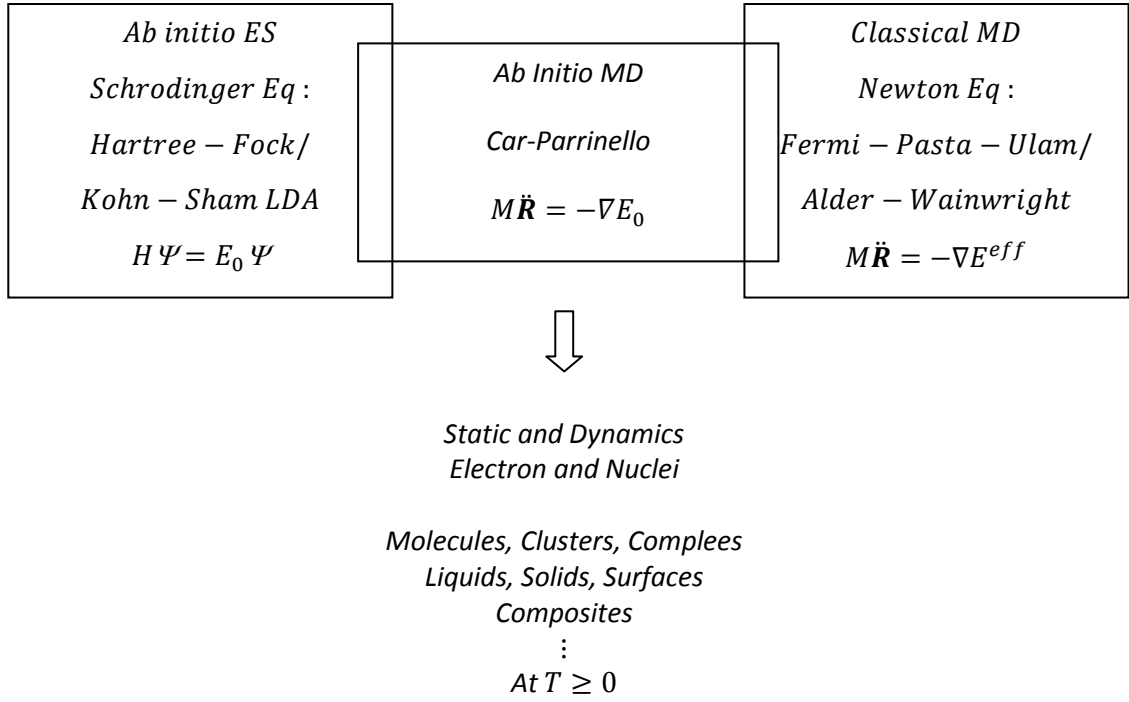 Ab initio ES
Schrodinger Eq :
Hartree − Fock/
Kohn − Sham LDA
H Ψ = E₀ Ψ
Ab Initio MD
Car-Parrinello
MR̈ = −∇E₀
Classical MD
Newton Eq :
Fermi − Pasta − Ulam/
Alder − Wainwright
MR̈ = −∇Eᵉᶠᶠ
Static and Dynamics
Electron and Nuclei
Molecules, Clusters, Complees
Liquids, Solids, Surfaces
Composites
⋮
At T ≥ 0